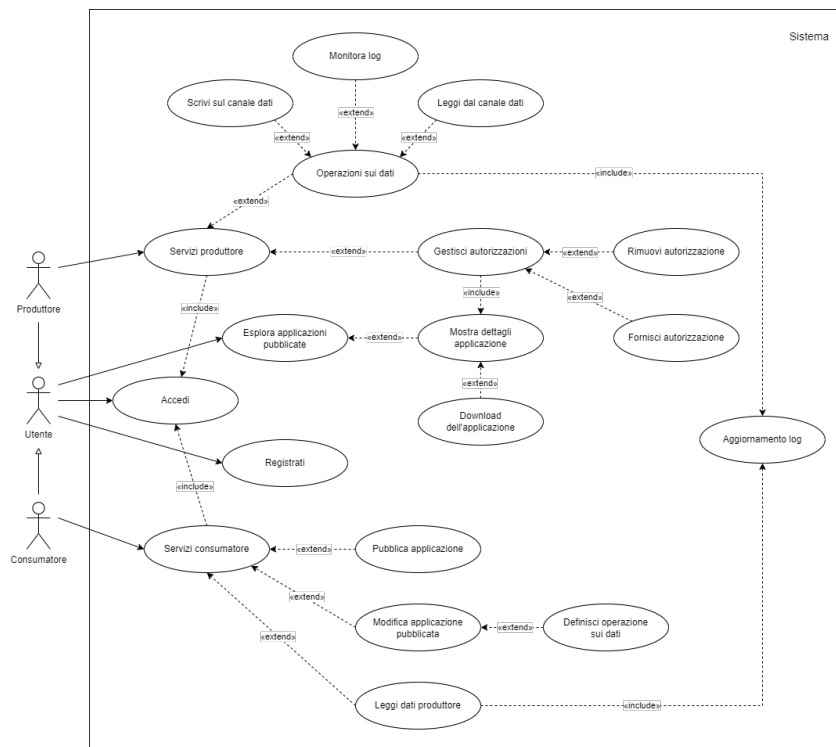 Sistema
Monitora log
Scrivi sul canale dati
Leggi dal canale dati
«extend»
«extend»
«extend»
Operazioni sui dati
«include»
«extend»
Servizi produttore
«extend»
Gestisci autorizzazioni
«extend»
Rimuovi autorizzazione
Produttore
«include»
«include»
«extend»
Esplora applicazioni
pubblicate
«extend»
Mostra dettagli
applicazione
Fornisci autorizzazione
«extend»
Accedi
Utente
Download
dell'applicazione
Aggiornamento log
Registrati
«include»
Consumatore
Servizi consumatore
«extend»
Pubblica applicazione
«extend»
Modifica applicazione
pubblicata
«extend»
Definisci operazione
sui dati
«extend»
Leggi dati produttore
«include»